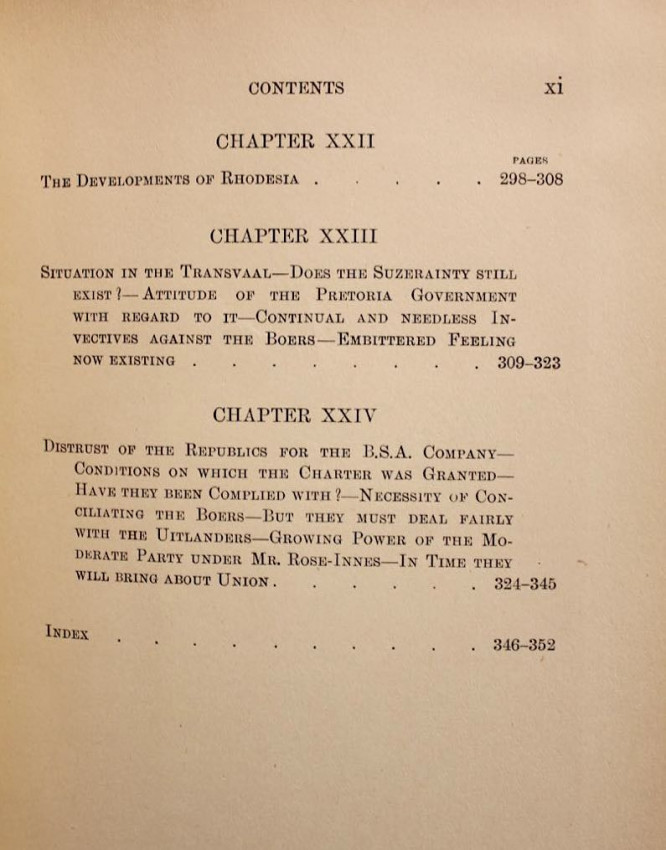 CONTENTS xi
CHAPTER XXII
PAGES
The Developments of Rhodesia . . . . . 298–308
CHAPTER XXIII
Situation in the Transvaal—Does the Suzerainty still
exist?—Attitude of the Pretoria Government
with regard to it—Continual and needless In-
vectives against the Boers—Embittered Feeling
now existing . . . . . . . . 309–323
CHAPTER XXIV
Distrust of the Republics for the B.S.A. Company—
Conditions on which the Charter was Granted—
Have they been Complied with?—Necessity of Con-
ciliating the Boers—But they must deal fairly
with the Uitlanders—Growing Power of the Mo-
derate Party under Mr. Rose-Innes—In Time they
will bring about Union . . . . . . 324–345
Index . . . . . . . . . . 346–352